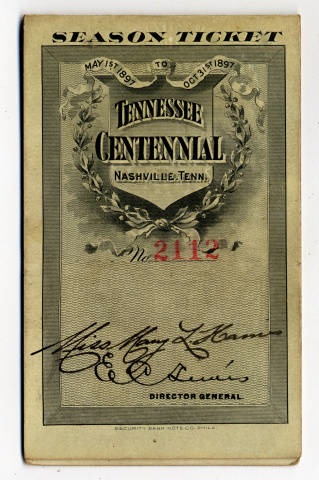 SEASON TICKET
MAY 1ST 1897 TO OCT 31ST 1897
TENNESSEE
CENTENNIAL
NASHVILLE, TENN.
No 2112
Miss Mary L.
E. C. Lewis
DIRECTOR GENERAL.
SECURITY BANK NOTE CO. PHILA.